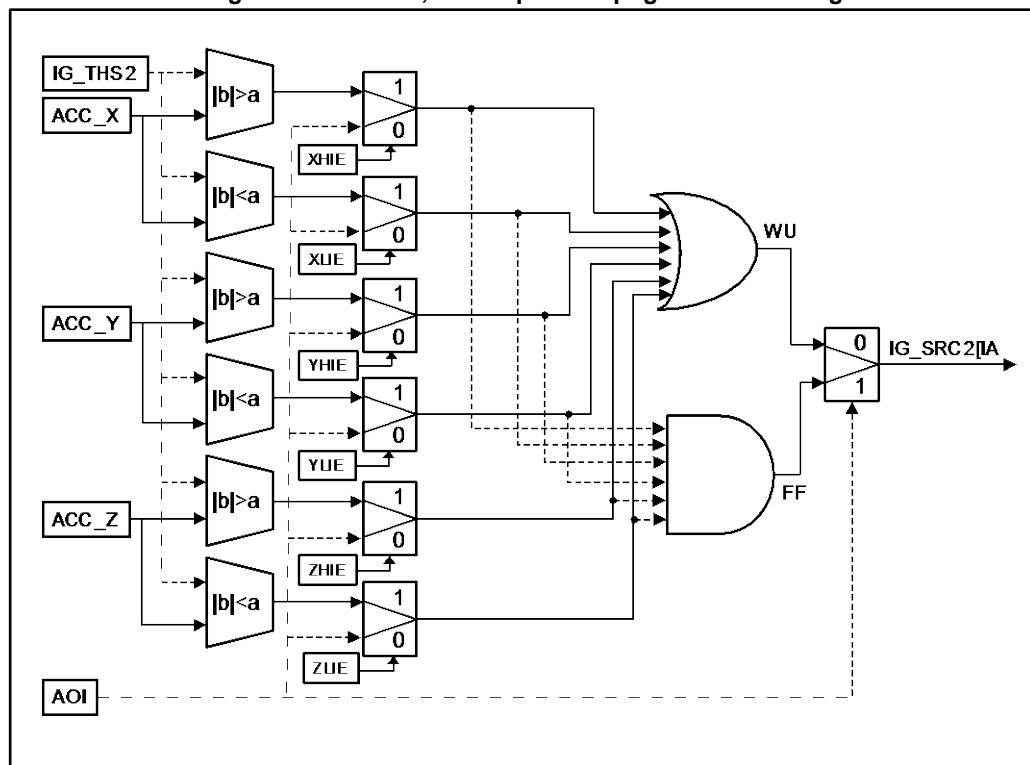 IG_THS2
|b|>a
1
0
ACC_X
XHIE
|b|<a
1
0
XLIE
WU
|b|>a
1
0
ACC_Y
YHIE
0
1
IG_SRC2[IA
|b|<a
1
0
YLIE
FF
|b|>a
1
0
ACC_Z
ZHIE
|b|<a
1
0
ZLIE
AOI